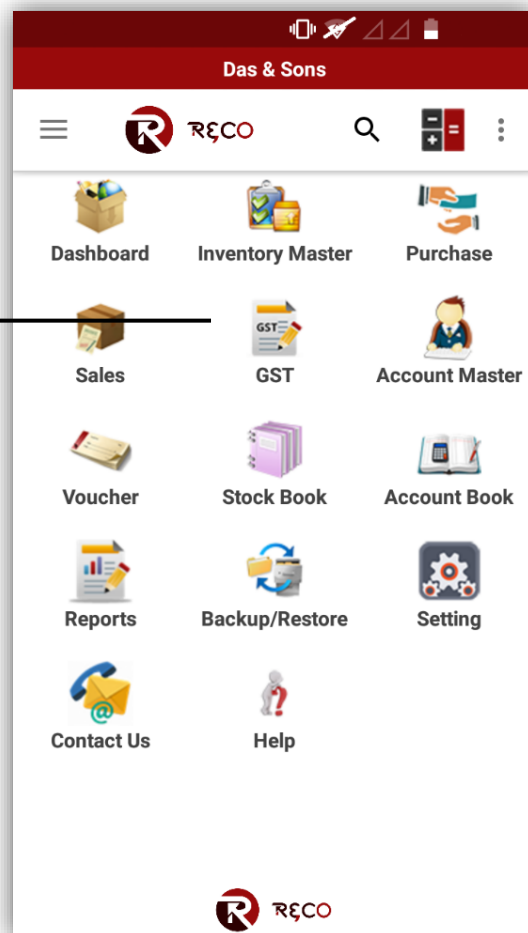 Das & Sons
RECO
Dashboard Inventory Master Purchase
GST
Sales GST Account Master
Voucher Stock Book Account Book
Reports Backup/Restore Setting
Contact Us Help
RECO